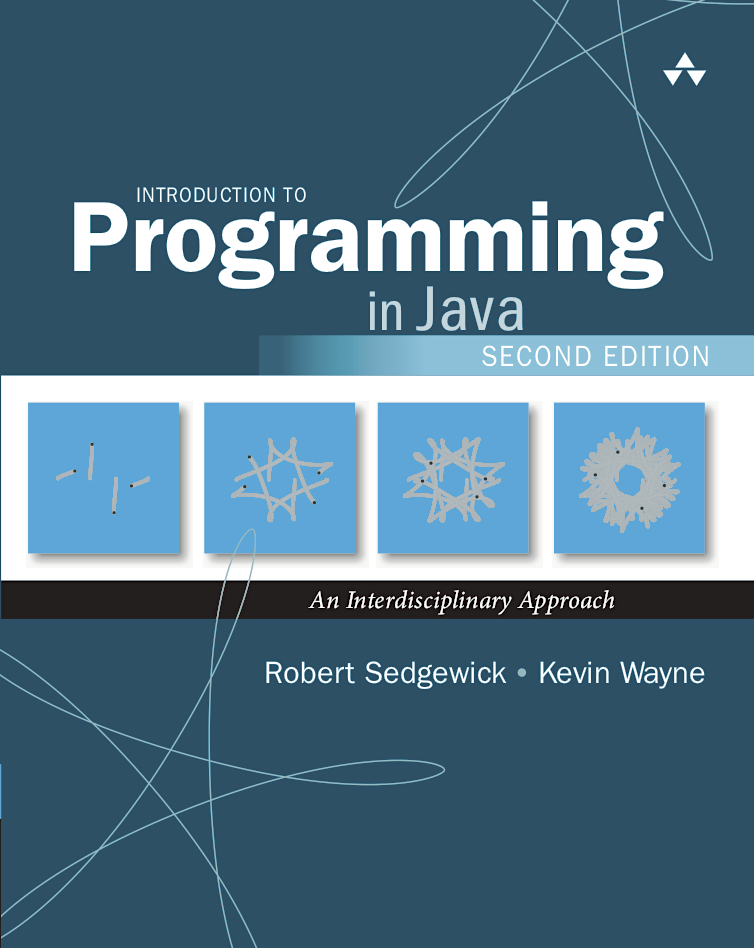 INTRODUCTION TO
Programming
in Java
SECOND EDITION
An Interdisciplinary Approach
Robert Sedgewick • Kevin Wayne